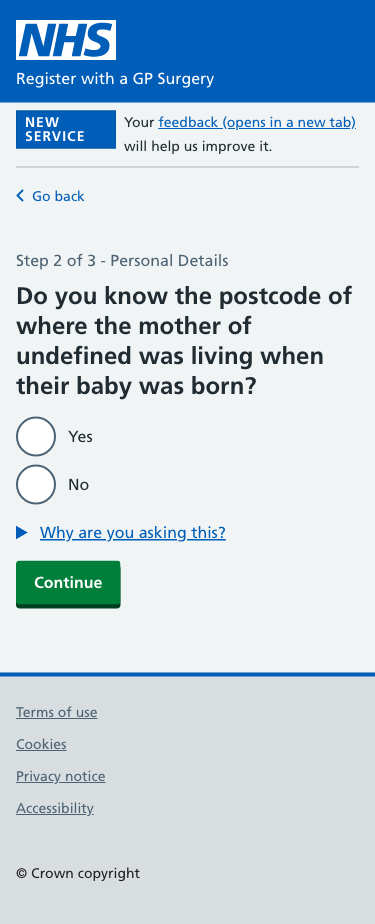 NHS
Register with a GP Surgery
NEW
SERVICE
Your feedback (opens in a new tab)
will help us improve it.
Go back
Step 2 of 3 - Personal Details
Do you know the postcode of
where the mother of
undefined was living when
their baby was born?
Yes
No
Why are you asking this?
Continue
Terms of use
Cookies
Privacy notice
Accessibility
© Crown copyright